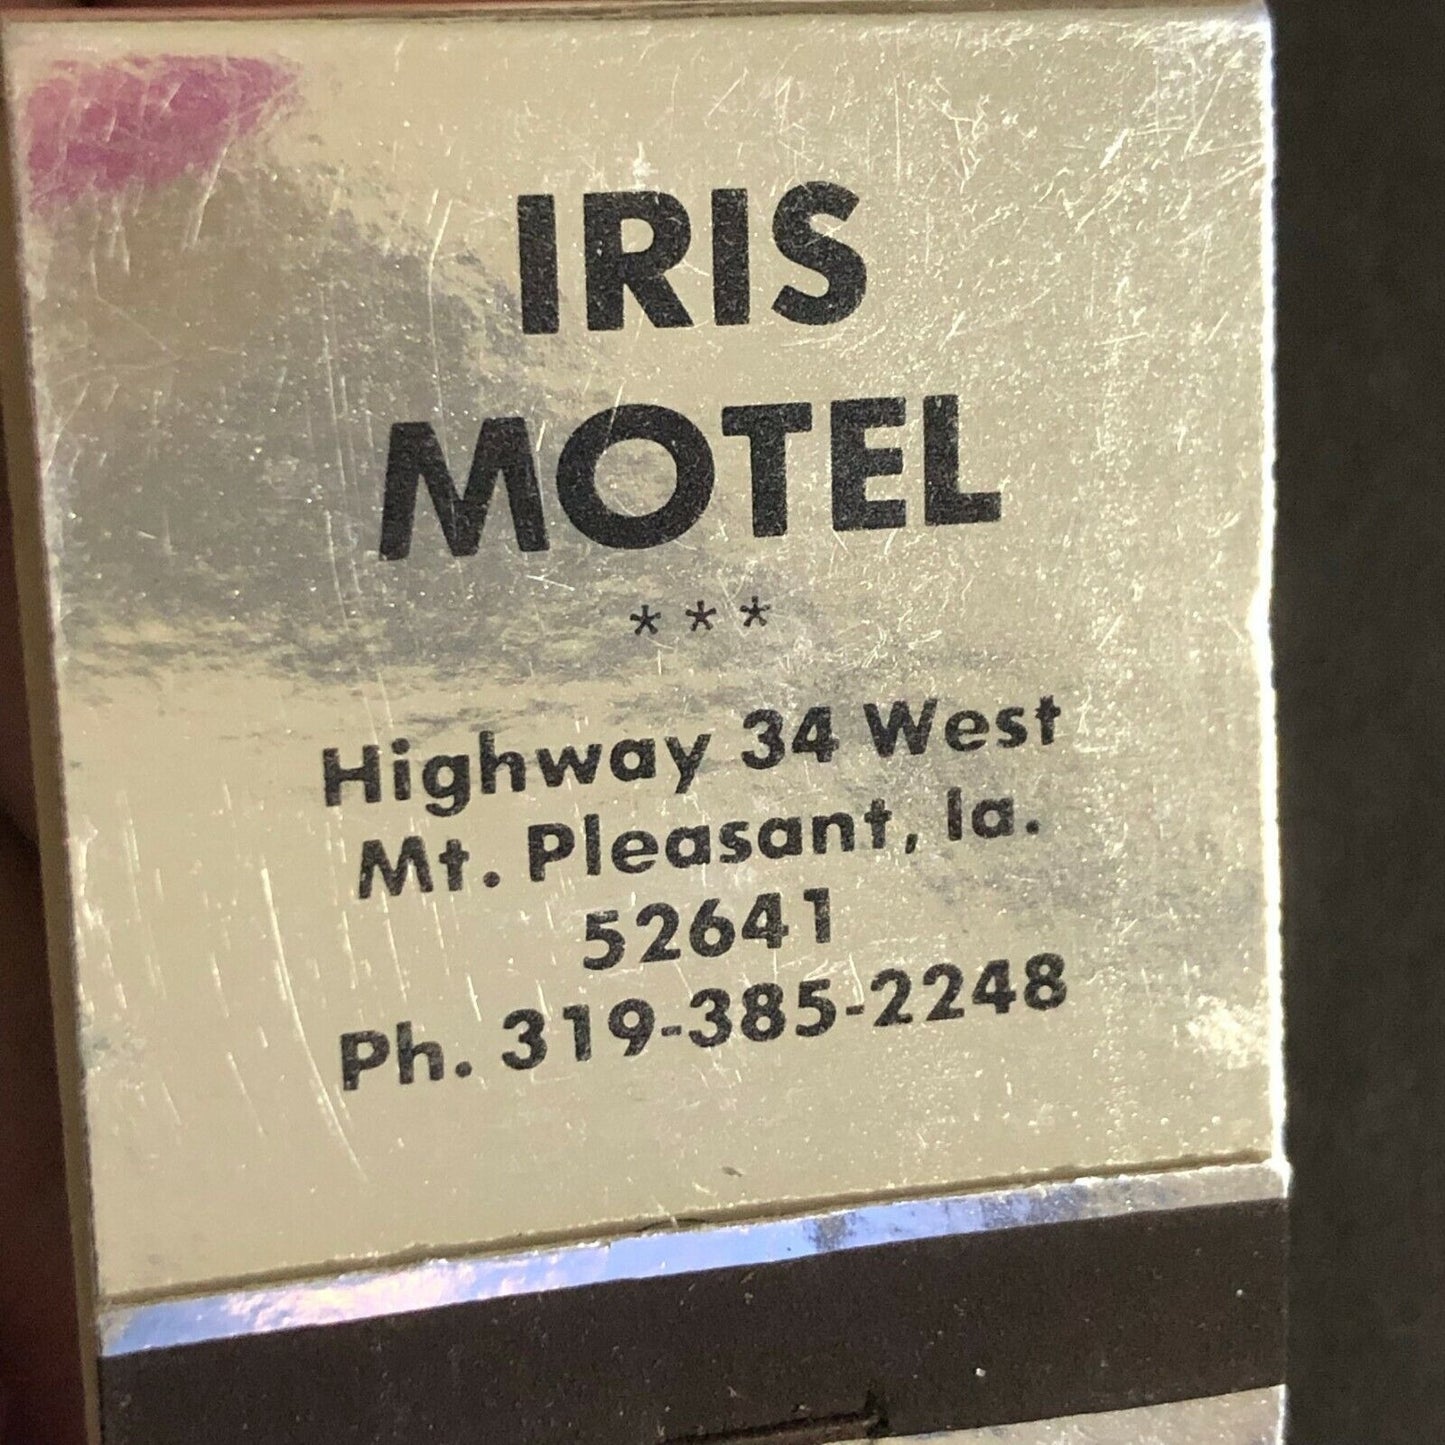 IRIS
MOTEL
* * *
Highway 34 West
Mt. Pleasant, Ia.
52641
Ph. 319-385-2248